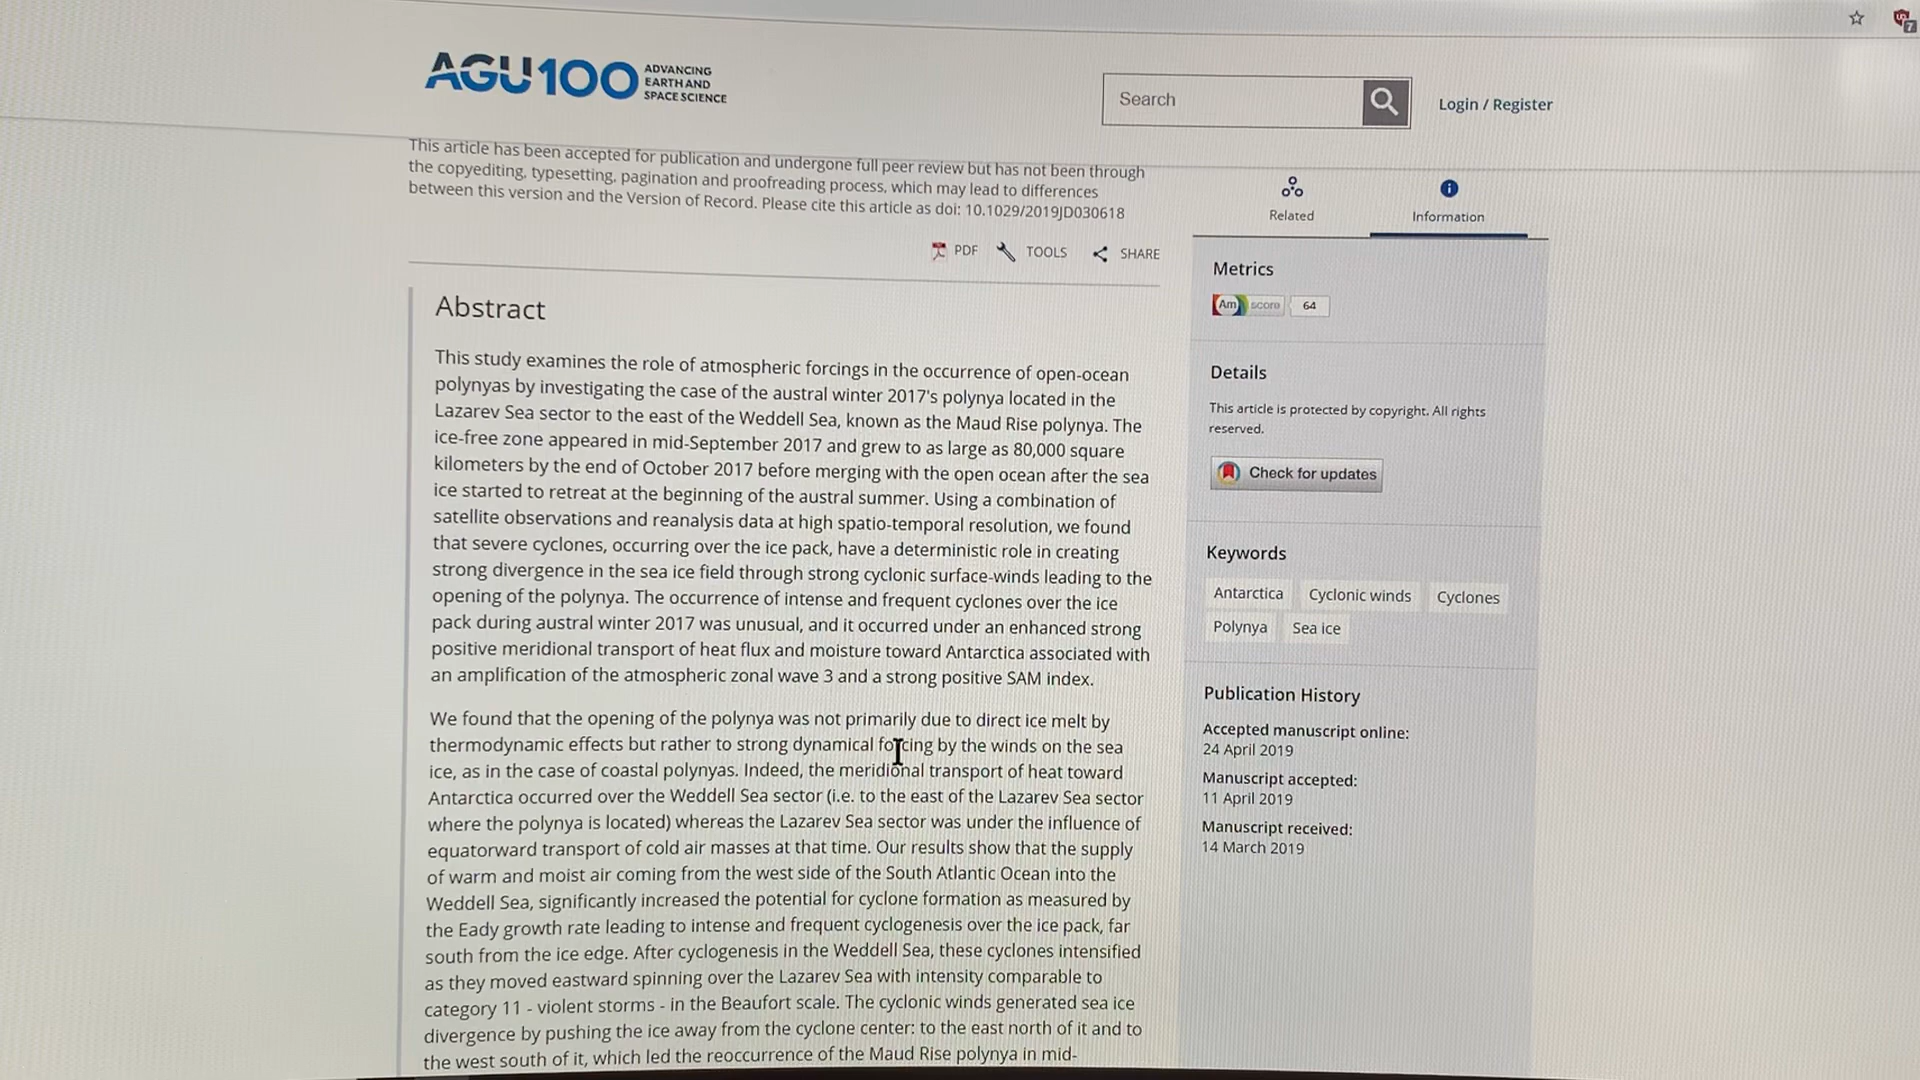 AGU100 ADVANCING
EARTH AND
SPACE SCIENCE
Search
Login / Register
This article has been accepted for publication and undergone full peer review but has not been through
the copyediting, typesetting, pagination and proofreading process, which may lead to differences
between this version and the Version of Record. Please cite this article as doi: 10.1029/2019JD030618
PDF TOOLS SHARE
Abstract
This study examines the role of atmospheric forcings in the occurrence of open-ocean
polynyas by investigating the case of the austral winter 2017's polynya located in the
Lazarev Sea sector to the east of the Weddell Sea, known as the Maud Rise polynya. The
ice-free zone appeared in mid-September 2017 and grew to as large as 80,000 square
kilometers by the end of October 2017 before merging with the open ocean after the sea
ice started to retreat at the beginning of the austral summer. Using a combination of
satellite observations and reanalysis data at high spatio-temporal resolution, we found
that severe cyclones, occurring over the ice pack, have a deterministic role in creating
strong divergence in the sea ice field through strong cyclonic surface-winds leading to the
opening of the polynya. The occurrence of intense and frequent cyclones over the ice
pack during austral winter 2017 was unusual, and it occurred under an enhanced strong
positive meridional transport of heat flux and moisture toward Antarctica associated with
an amplification of the atmospheric zonal wave 3 and a strong positive SAM index.
We found that the opening of the polynya was not primarily due to direct ice melt by
thermodynamic effects but rather to strong dynamical forcing by the winds on the sea
ice, as in the case of coastal polynyas. Indeed, the meridional transport of heat toward
Antarctica occurred over the Weddell Sea sector (i.e. to the east of the Lazarev Sea sector
where the polynya is located) whereas the Lazarev Sea sector was under the influence of
equatorward transport of cold air masses at that time. Our results show that the supply
of warm and moist air coming from the west side of the South Atlantic Ocean into the
Weddell Sea, significantly increased the potential for cyclone formation as measured by
the Eady growth rate leading to intense and frequent cyclogenesis over the ice pack, far
south from the ice edge. After cyclogenesis in the Weddell Sea, these cyclones intensified
as they moved eastward spinning over the Lazarev Sea with intensity comparable to
category 11 - violent storms - in the Beaufort scale. The cyclonic winds generated sea ice
divergence by pushing the ice away from the cyclone center: to the east north of it and to
the west south of it, which led the reoccurrence of the Maud Rise polynya in mid-
Related
Information
Metrics
Am score 64
Details
This article is protected by copyright. All rights
reserved.
Check for updates
Keywords
Antarctica Cyclonic winds Cyclones
Polynya Sea ice
Publication History
Accepted manuscript online:
24 April 2019
Manuscript accepted:
11 April 2019
Manuscript received:
14 March 2019
7